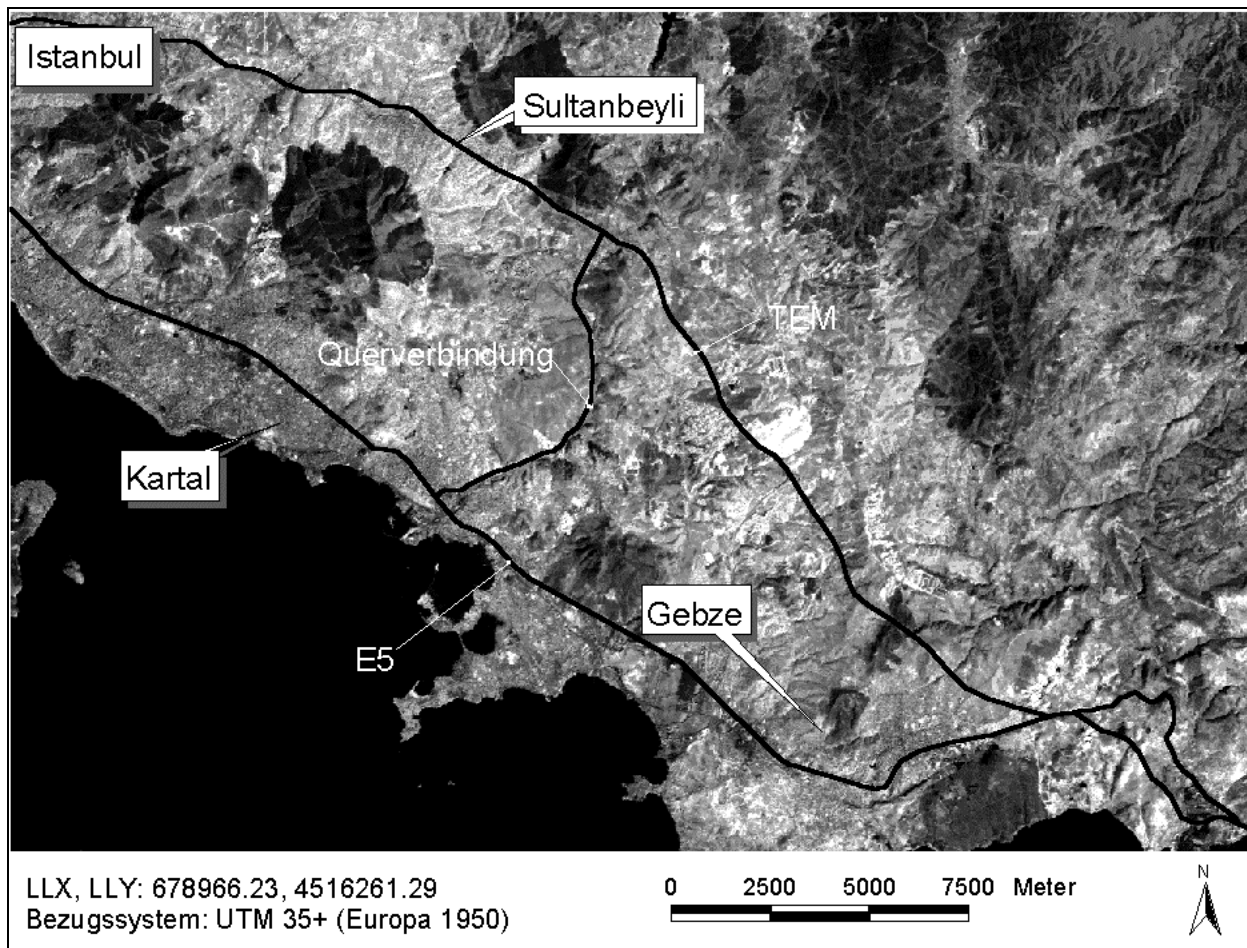 Istanbul
Sultanbeyli
TEM
Querverbindung
Kartal
Gebze
E5
LLX, LLY: 678966.23, 4516261.29
Bezugssystem: UTM 35+ (Europa 1950)
0 2500 5000 7500 Meter
N